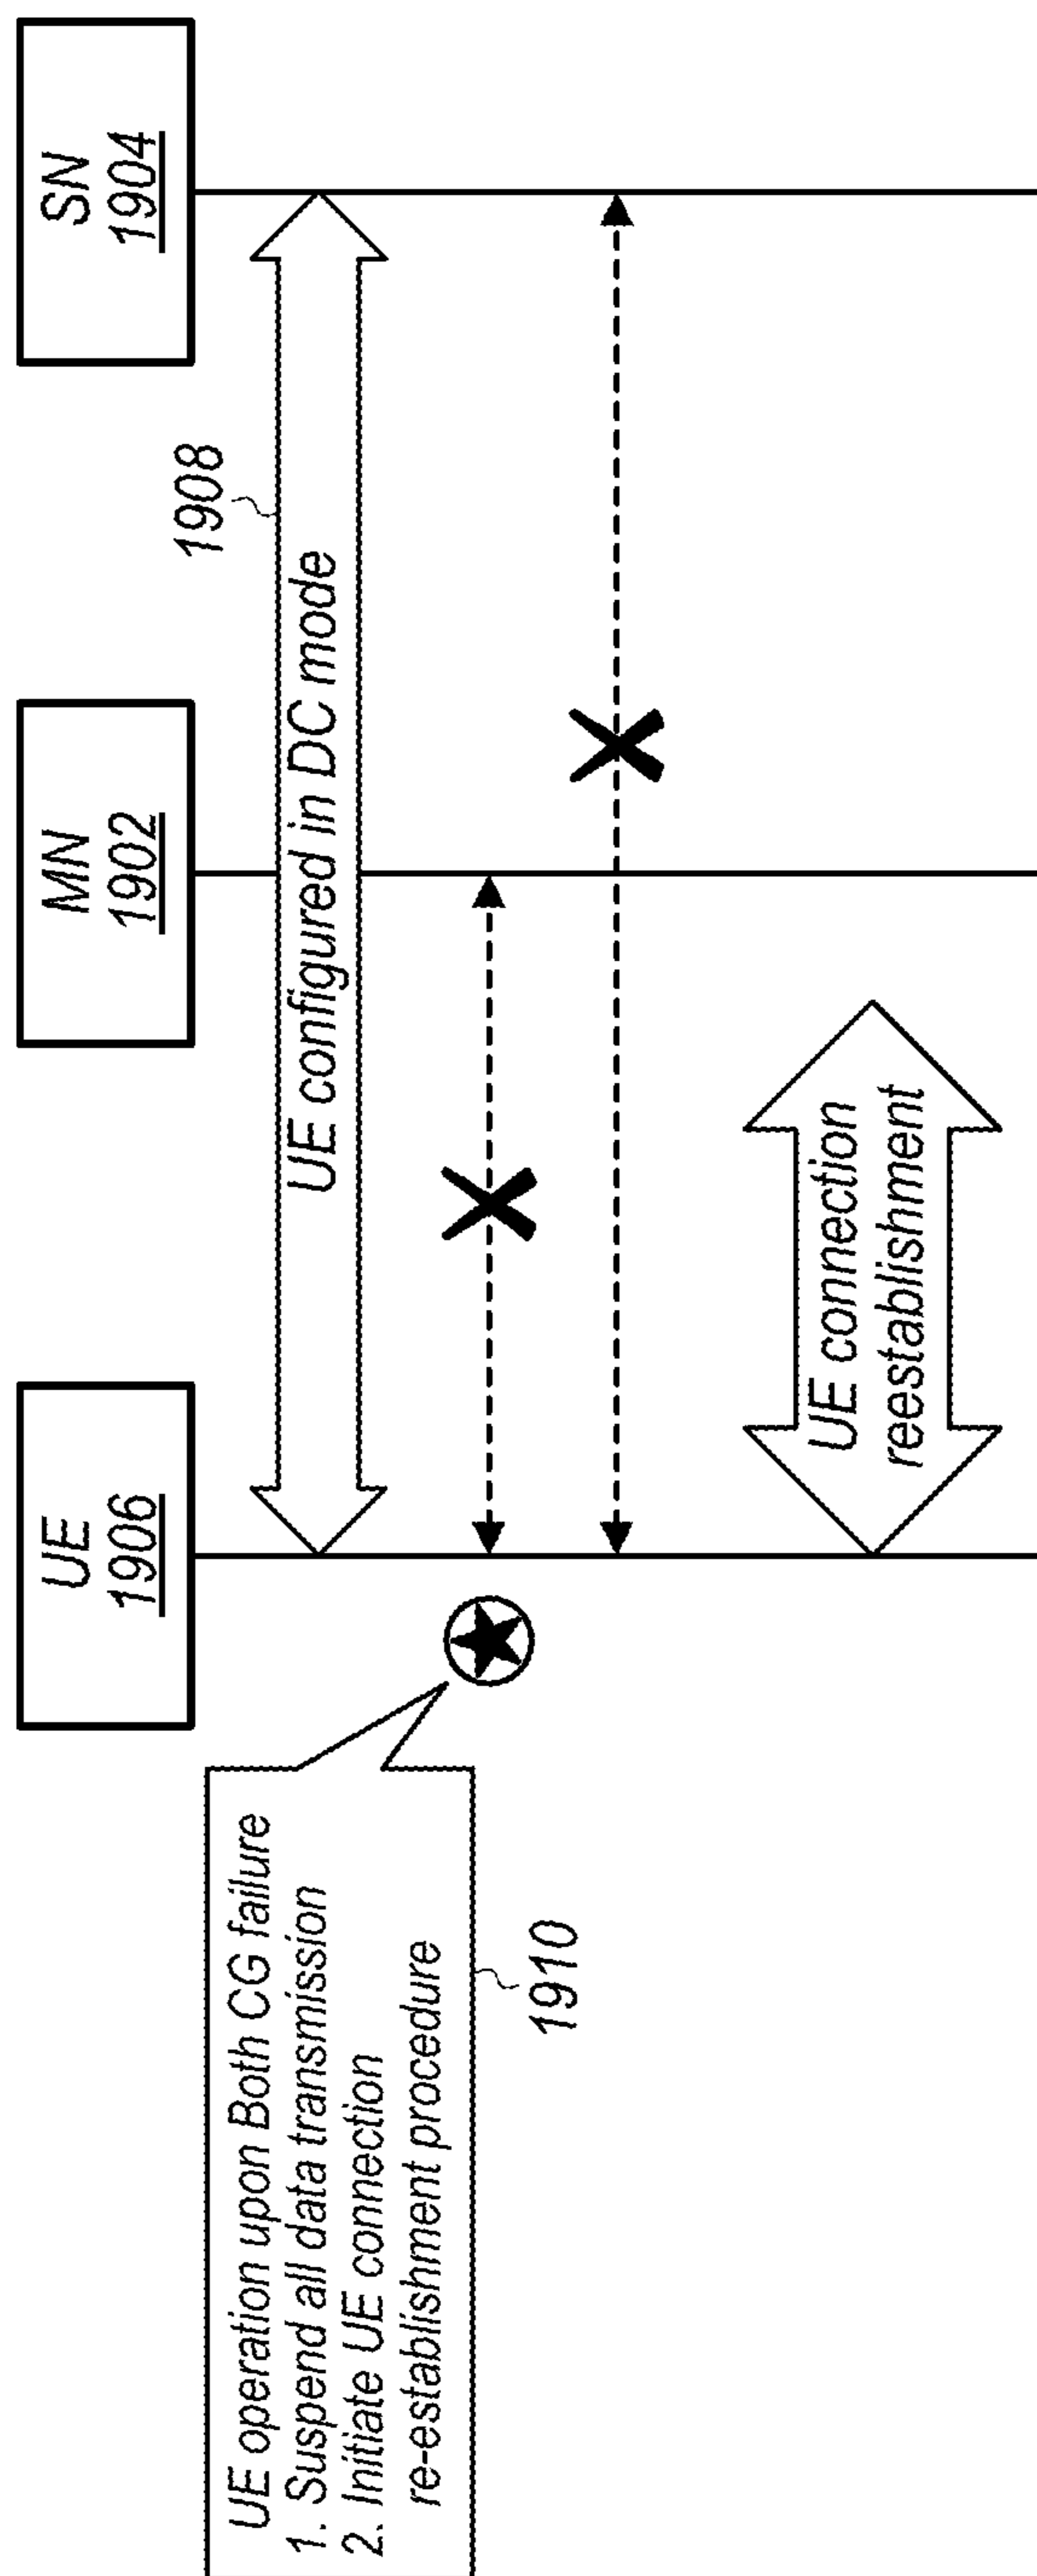 UE
1906
MN
1902
SN
1904
1908
UE configured in DC mode
UE operation upon Both CG failure
1. Suspend all data transmission
2. Initiate UE connection
re-establishment procedure
1910
UE connection
reestablishment